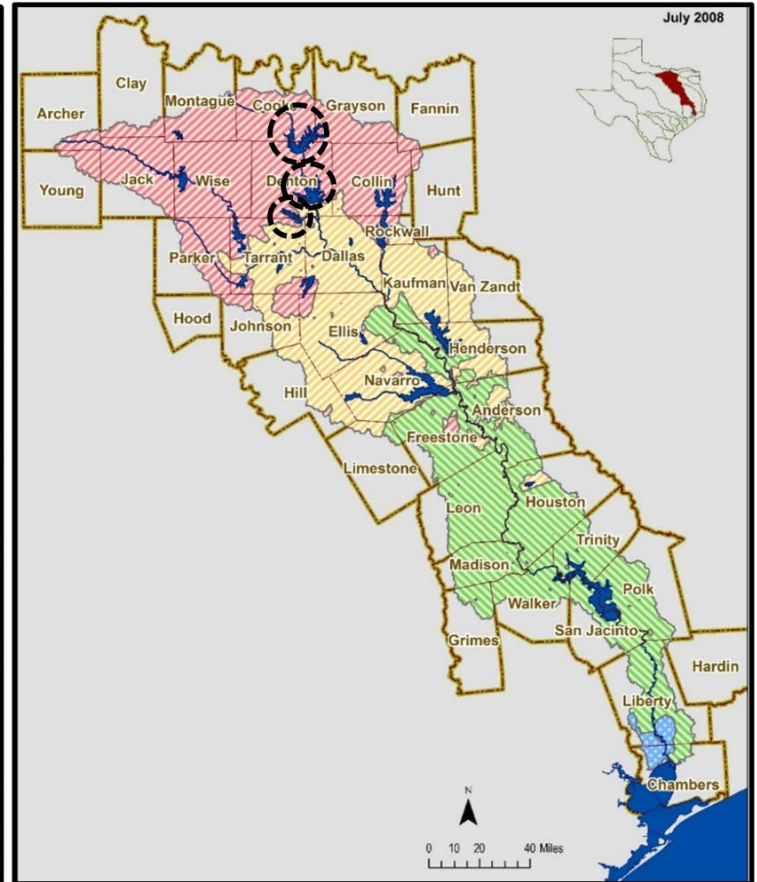 July 2008
Clay
Montague
Cooke
Grayson
Fannin
Archer
Young
Jack
Wise
Denton
Collin
Hunt
Rockwall
Parker
Tarrant
Dallas
Kaufman
Van Zandt
Hood
Johnson
Ellis
Henderson
Hill
Navarro
Anderson
Freestone
Limestone
Leon
Houston
Trinity
Madison
Polk
Walker
San Jacinto
Grimes
Hardin
Liberty
Chambers
N
0 10 20 40 Miles